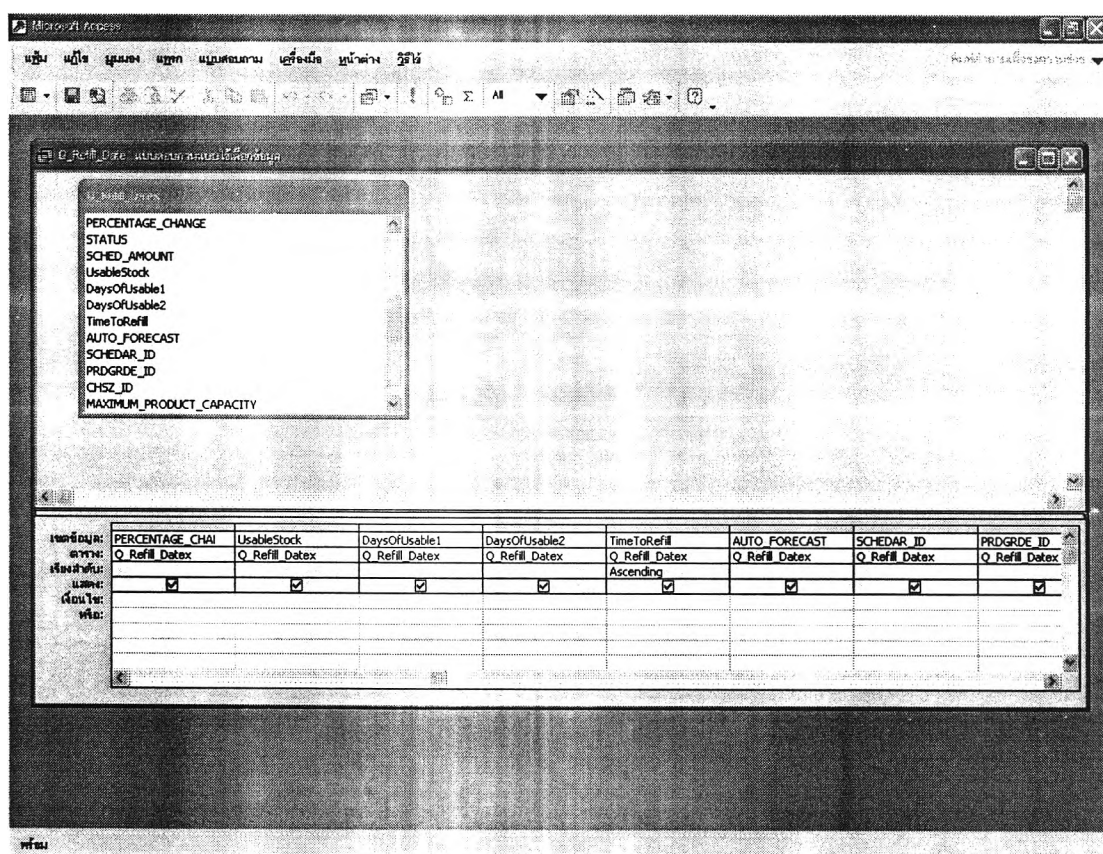 Microsoft Access
แฟ้ม แก้ไข มุมมอง แทรก แบบสอบถาม เครื่องมือ หน้าต่าง วิธีใช้
All
Q_Refill_Date : แบบสอบถามแบบใช้เลือกข้อมูล
PERCENTAGE_CHANGE
STATUS
SCHED_AMOUNT
UsableStock
DaysOfUsable1
DaysOfUsable2
TimeToRefill
AUTO_FORECAST
SCHEDAR_ID
PRDGRDE_ID
CHSZ_ID
MAXIMUM_PRODUCT_CAPACITY
เขตข้อมูล: PERCENTAGE_CHAI UsableStock DaysOfUsable1 DaysOfUsable2 TimeToRefill AUTO_FORECAST SCHEDAR_ID PRDGRDE_ID
ตาราง: Q_Refill_Datex Q_Refill_Datex Q_Refill_Datex Q_Refill_Datex Q_Refill_Datex Q_Refill_Datex Q_Refill_Datex Q_Refill_Datex
เรียงลำดับ: Ascending
แสดง:
เงื่อนไข:
หรือ:
พร้อม